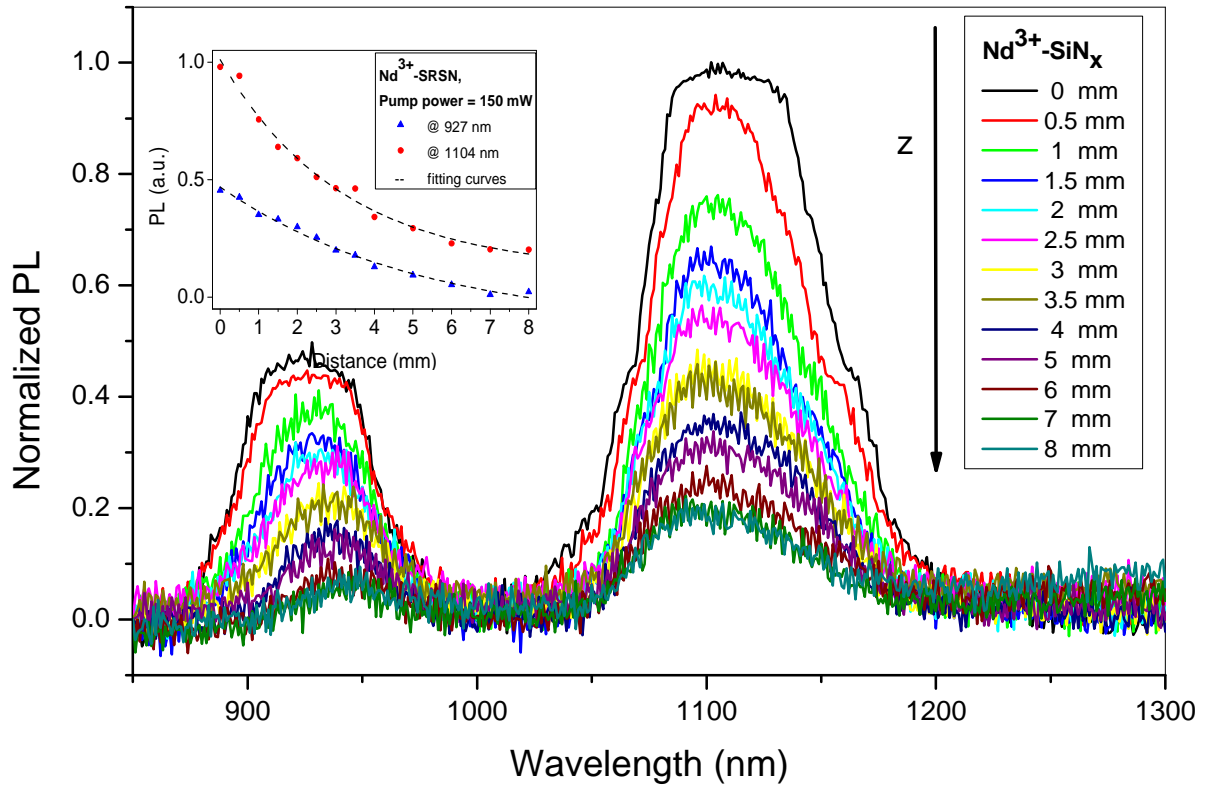 Normalized PL
1.0
0.8
0.6
0.4
0.2
0.0
900
1000
1100
1200
1300
Wavelength (nm)
PL (a.u.)
1.0
0.5
0.0
0 1 2 3 4 5 6 7 8
Distance (mm)
Nd3+-SRSN,
Pump power = 150 mW
@ 927 nm
@ 1104 nm
-- fitting curves
z
Nd3+-SiNx
0 mm
0.5 mm
1 mm
1.5 mm
2 mm
2.5 mm
3 mm
3.5 mm
4 mm
5 mm
6 mm
7 mm
8 mm